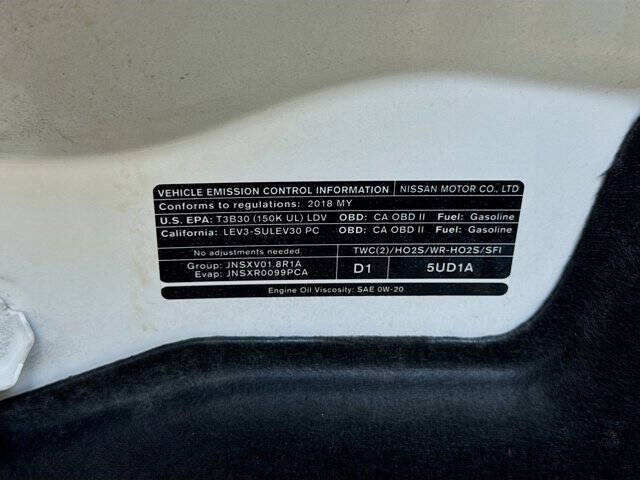 VEHICLE EMISSION CONTROL INFORMATION NISSAN MOTOR CO., LTD
Conforms to regulations: 2018 MY
U.S. EPA: T3B30 (150K UL) LDV OBD: CA OBD II Fuel: Gasoline
California: LEV3-SULEV30 PC OBD: CA OBD II Fuel: Gasoline
No adjustments needed. TWC(2)/HO2S/WR-HO2S/SFI
Group: JNSXV01.8R1A
Evap: JNSXR0099PCA
D1 5UD1A
Engine Oil Viscosity: SAE 0W-20